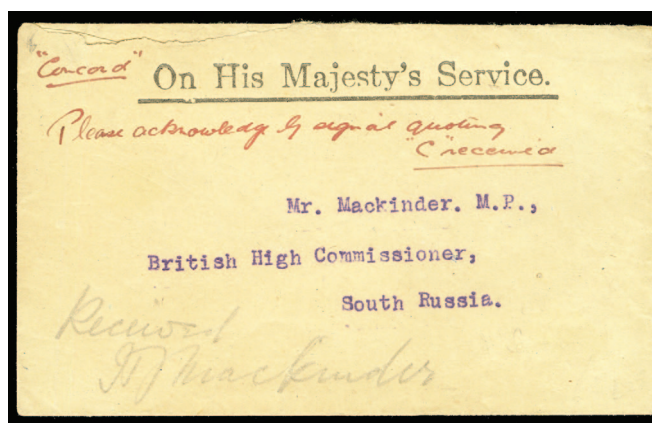 "Concord"
On His Majesty's Service.
Please acknowledge by signal quoting
"C" received
Mr. Mackinder. M.P.,
British High Commissioner,
South Russia.
Received
HJ Mackinder